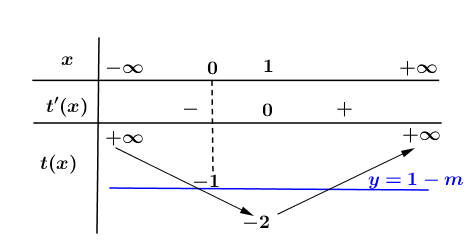 x −∞ 0 1 +∞
t′(x) − 0 +
+∞ +∞
t(x) −1 y = 1 − m
−2